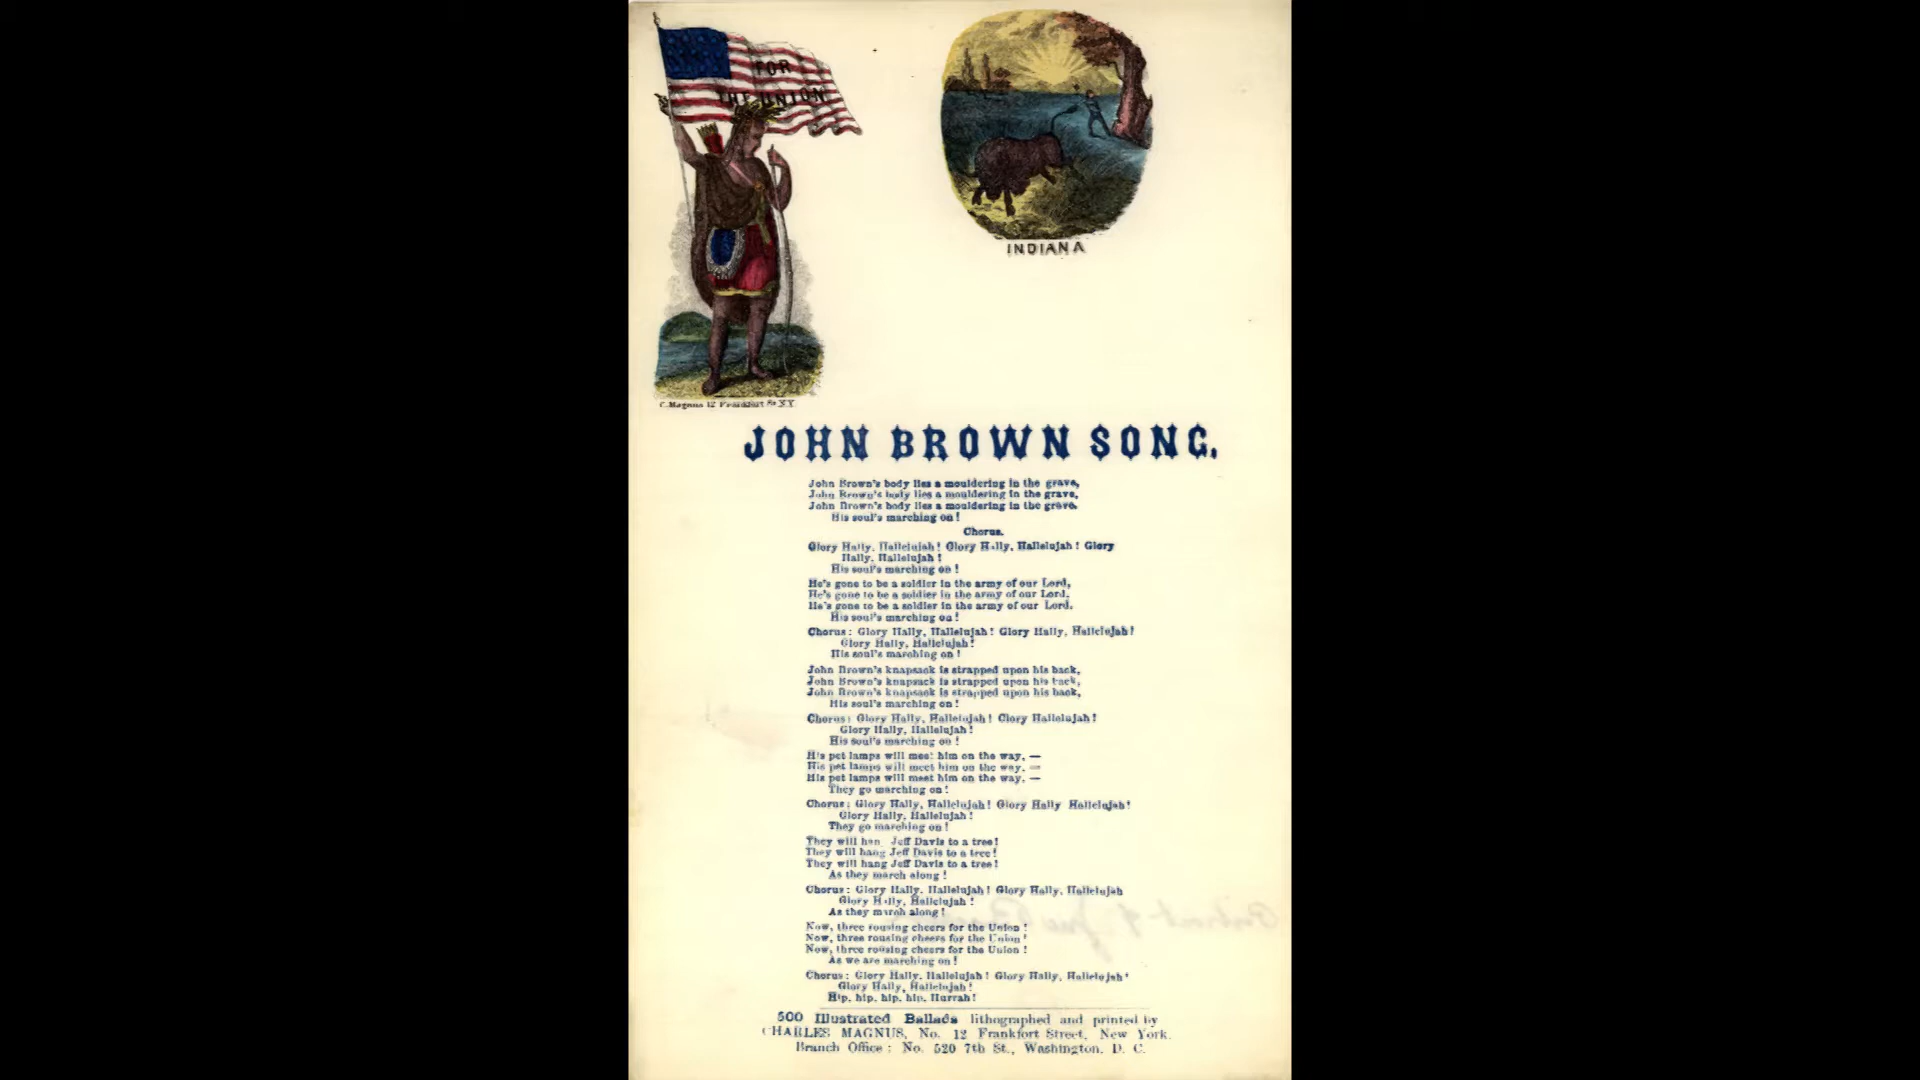 FOR
THE UNION
INDIANA
C. Magnus 12 Frankfort St N.Y.
JOHN BROWN SONG.
John Brown's body lies a mouldering in the grave,
John Brown's body lies a mouldering in the grave,
John Brown's body lies a mouldering in the grave.
His soul's marching on!
Chorus.
Glory Hally, Hallelujah! Glory Hally, Hallelujah! Glory
Hally, Hallelujah!
His soul's marching on!
He's gone to be a soldier in the army of our Lord,
He's gone to be a soldier in the army of our Lord.
He's gone to be a soldier in the army of our Lord.
His soul's marching on!
Chorus: Glory Hally, Hallelujah! Glory Hally, Hallelujah!
Glory Hally, Hallelujah!
His soul's marching on!
John Brown's knapsack is strapped upon his back,
John Brown's knapsack is strapped upon his back,
John Brown's knapsack is strapped upon his back,
His soul's marching on!
Chorus: Glory Hally, Hallelujah! Glory Hallelujah!
Glory Hally, Hallelujah!
His soul's marching on!
His pet lamps will meet him on the way, —
His pet lamps will meet him on the way, —
His pet lamps will meet him on the way, —
They go marching on!
Chorus: Glory Hally, Hallelujah! Glory Hally Hallelujah!
Glory Hally, Hallelujah!
They go marching on!
They will han Jeff Davis to a tree!
They will hang Jeff Davis to a tree!
They will hang Jeff Davis to a tree!
As they march along!
Chorus: Glory Hally, Hallelujah! Glory Hally, Hallelujah
Glory Hally, Hallelujah!
As they march along!
Now, three rousing cheers for the Union!
Now, three rousing cheers for the Union!
Now, three rousing cheers for the Union!
As we are marching on!
Chorus: Glory Hally, Hallelujah! Glory Hally, Hallelujah!
Glory Hally, Hallelujah!
Hip, hip, hip, hip, Hurrah!
500 Illustrated Ballads lithographed and printed by
CHARLES MAGNUS, No. 12 Frankfort Street, New York.
Branch Office: No. 520 7th St., Washington, D. C.